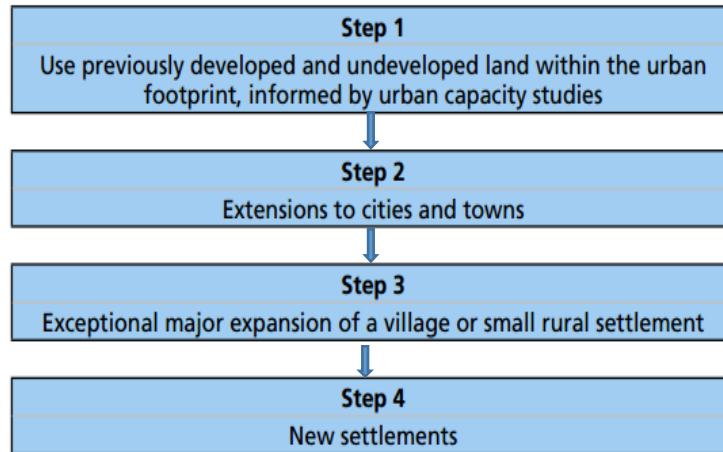 Step 1
Use previously developed and undeveloped land within the urban
footprint, informed by urban capacity studies
Step 2
Extensions to cities and towns
Step 3
Exceptional major expansion of a village or small rural settlement
Step 4
New settlements